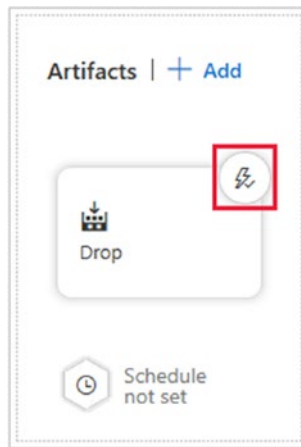 Artifacts | + Add
Drop
Schedule
not set